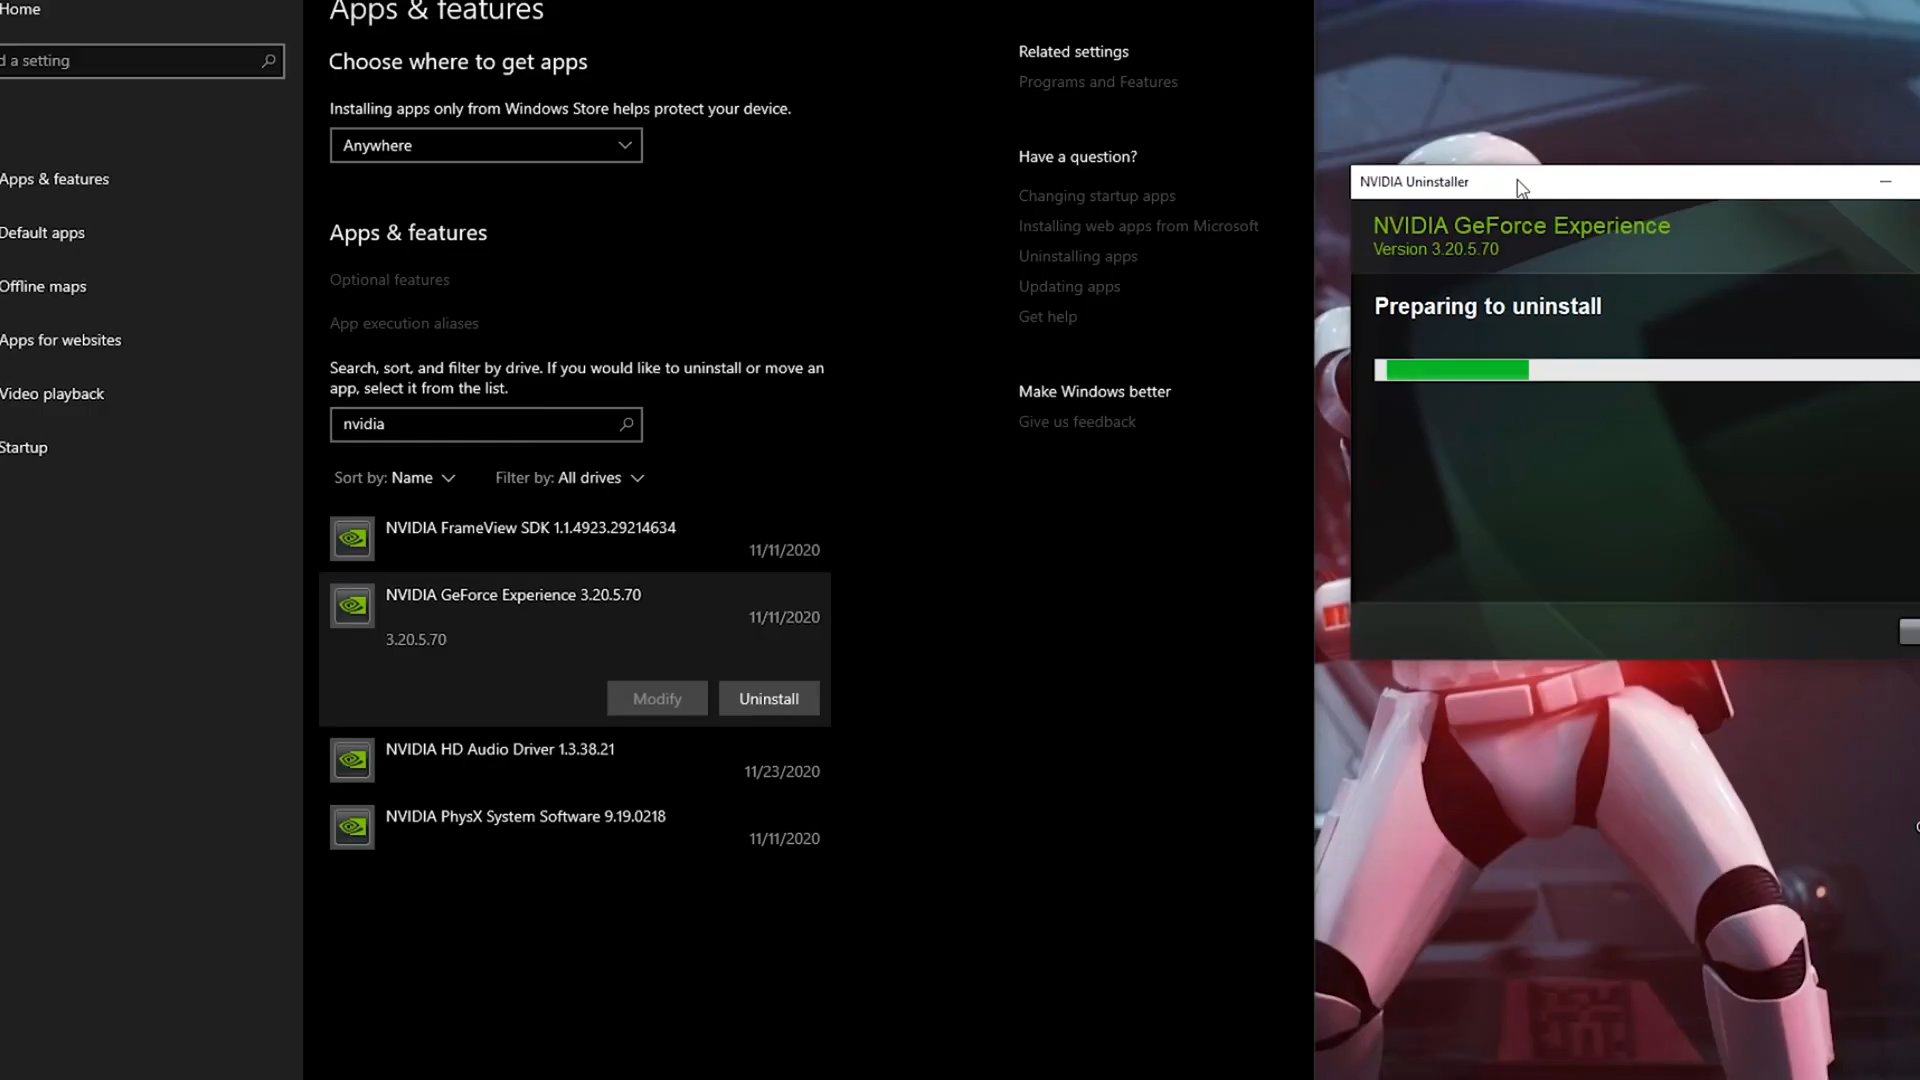 Home
d a setting
Apps & features
Default apps
Offline maps
Apps for websites
Video playback
Startup
Apps & features
Choose where to get apps
Installing apps only from Windows Store helps protect your device.
Anywhere
Apps & features
Optional features
App execution aliases
Search, sort, and filter by drive. If you would like to uninstall or move an
app, select it from the list.
nvidia
Sort by: Name
Filter by: All drives
NVIDIA FrameView SDK 1.1.4923.29214634
11/11/2020
NVIDIA GeForce Experience 3.20.5.70
11/11/2020
3.20.5.70
Modify
Uninstall
NVIDIA HD Audio Driver 1.3.38.21
11/23/2020
NVIDIA PhysX System Software 9.19.0218
11/11/2020
Related settings
Programs and Features
Have a question?
Changing startup apps
Installing web apps from Microsoft
Uninstalling apps
Updating apps
Get help
Make Windows better
Give us feedback
NVIDIA Uninstaller
NVIDIA GeForce Experience
Version 3.20.5.70
Preparing to uninstall